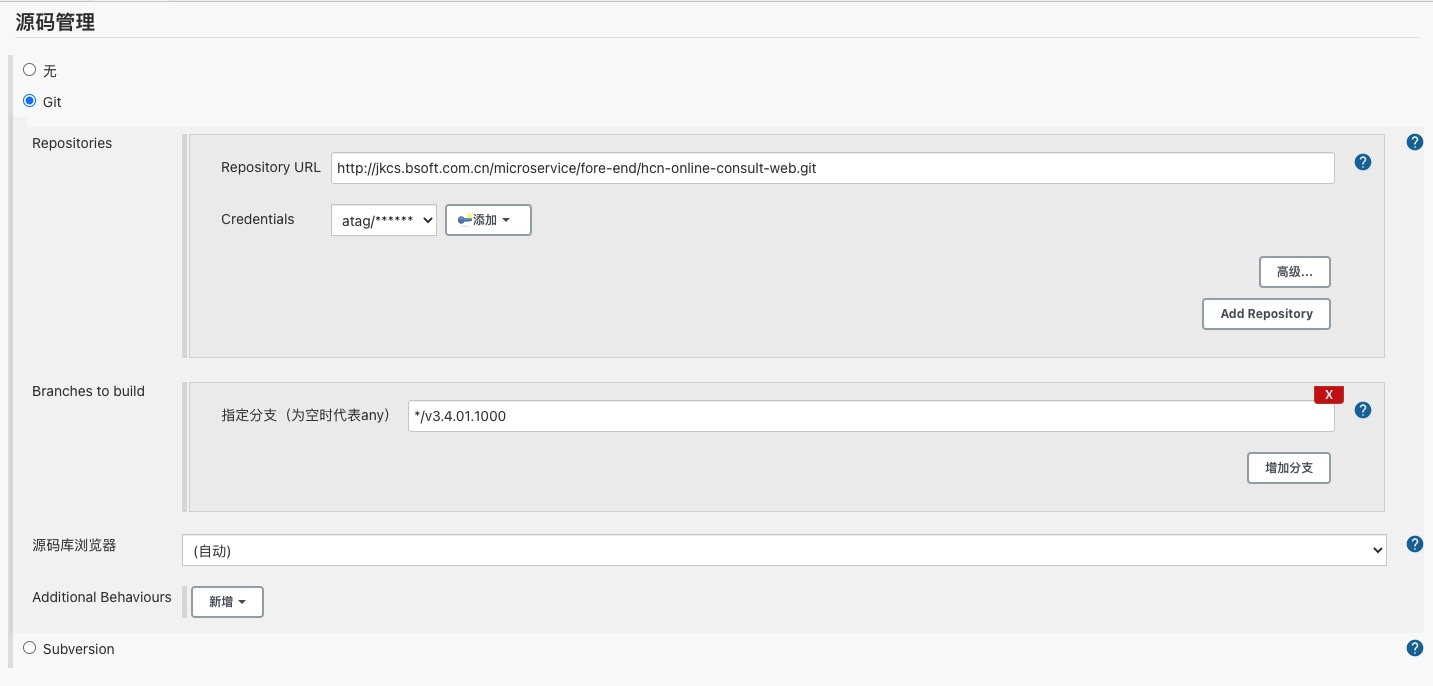 源码管理
无
Git
Repositories
Repository URL http://jkcs.bsoft.com.cn/microservice/fore-end/hcn-online-consult-web.git
Credentials atag/****** 添加
高级...
Add Repository
Branches to build
X
指定分支（为空时代表any） */v3.4.01.1000
增加分支
源码库浏览器 (自动)
Additional Behaviours 新增
Subversion